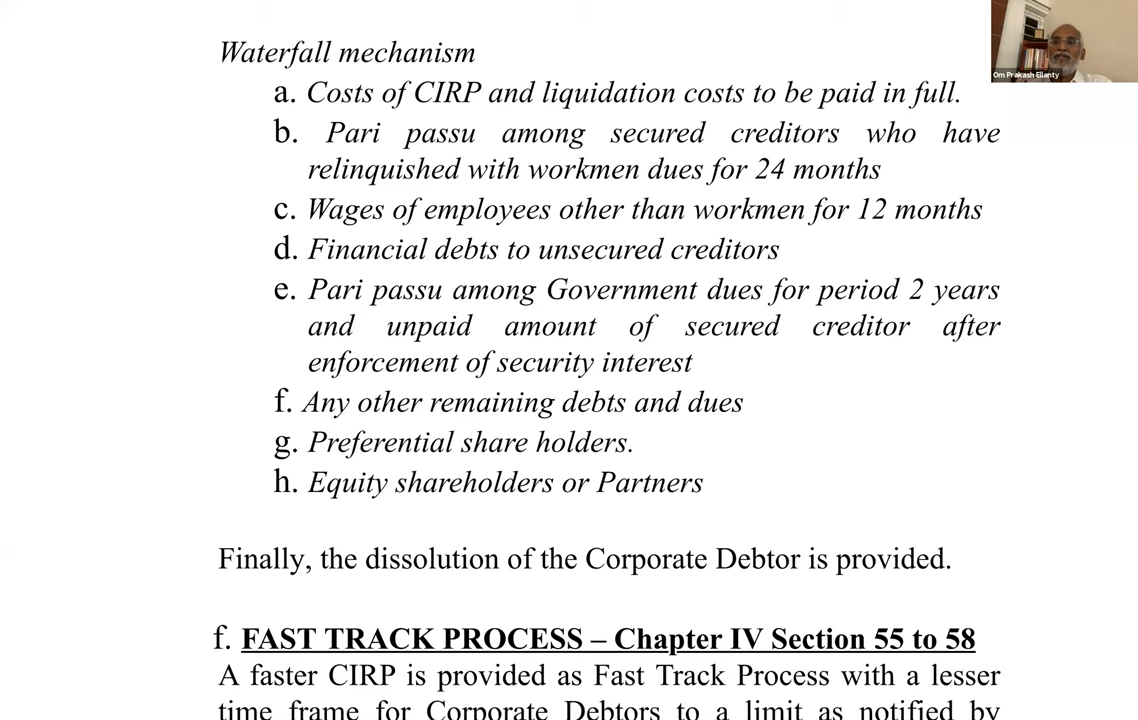 Waterfall mechanism
a. Costs of CIRP and liquidation costs to be paid in full.
b. Pari passu among secured creditors who have
relinquished with workmen dues for 24 months
c. Wages of employees other than workmen for 12 months
d. Financial debts to unsecured creditors
e. Pari passu among Government dues for period 2 years
and unpaid amount of secured creditor after
enforcement of security interest
f. Any other remaining debts and dues
g. Preferential share holders.
h. Equity shareholders or Partners
Finally, the dissolution of the Corporate Debtor is provided.
f. FAST TRACK PROCESS – Chapter IV Section 55 to 58
A faster CIRP is provided as Fast Track Process with a lesser
time frame for Corporate Debtors to a limit as notified by
Om Prakash Ellanty